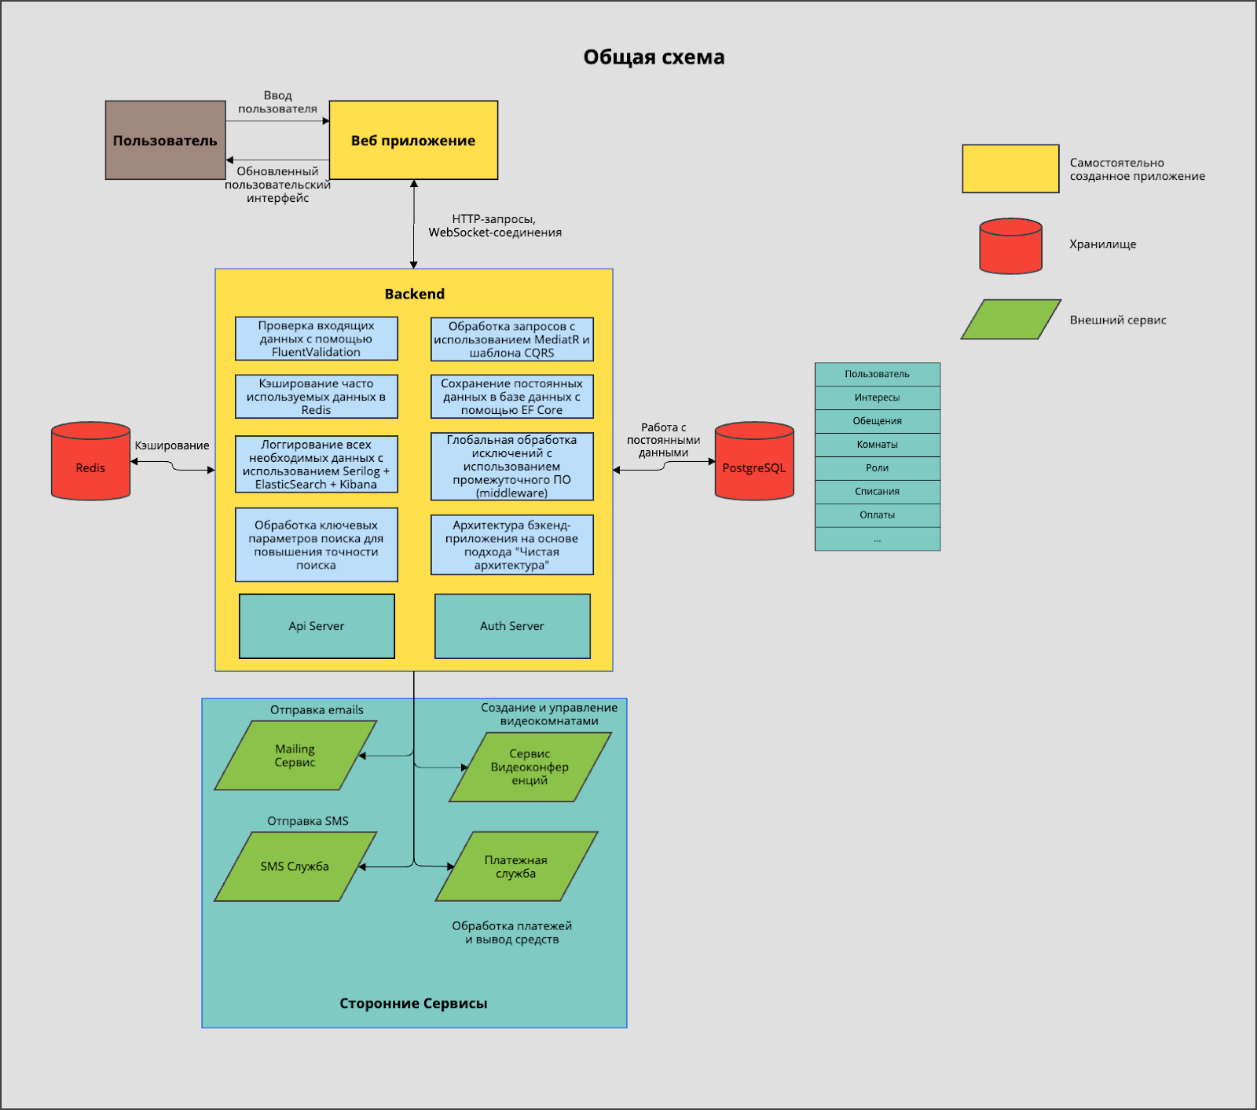 Общая схема
Ввод
пользователя
Пользователь
Веб приложение
Обновленный
пользовательский
интерфейс
Самостоятельно
созданное приложение
HTTP-запросы,
WebSocket-соединения
Хранилище
Внешний сервис
Backend
Проверка входящих
данных с помощью
FluentValidation
Обработка запросов с
использованием MediatR и
шаблона CQRS
Кэширование часто
используемых данных в
Redis
Сохранение постоянных
данных в базе данных с
помощью EF Core
Логгирование всех
необходимых данных с
использованием Serilog +
ElasticSearch + Kibana
Глобальная обработка
исключений с
использованием
промежуточного ПО
(middleware)
Обработка ключевых
параметров поиска для
повышения точности
поиска
Архитектура бэкенд-
приложения на основе
подхода "Чистая
архитектура"
Api Server
Auth Server
Redis
Кэширование
Работа с
постоянными
данными
PostgreSQL
Пользователь
Интересы
Обещения
Комнаты
Роли
Списания
Оплаты
...
Отправка emails
Mailing
Сервис
Создание и управление
видеокомнатами
Сервис
Видеоконфер
енций
Отправка SMS
SMS Служба
Платежная
служба
Обработка платежей
и вывод средств
Сторонние Сервисы